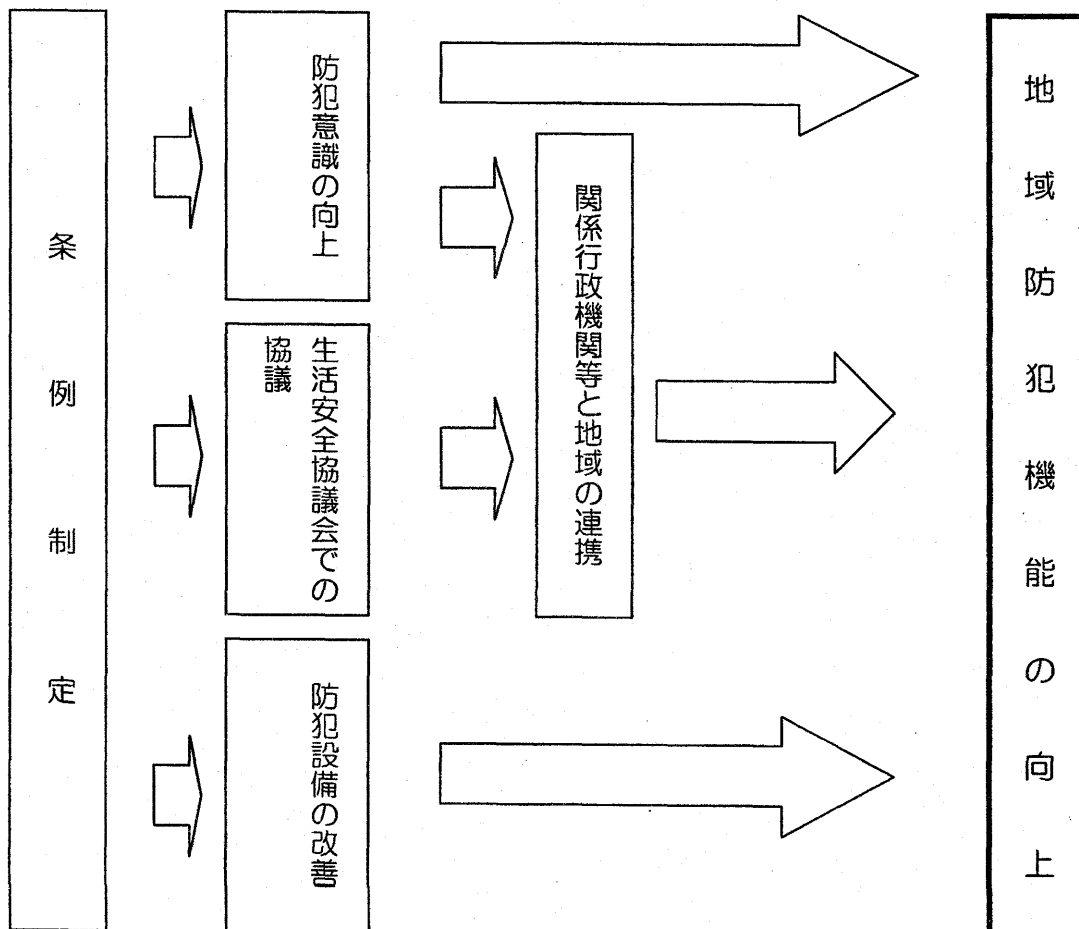 条例制定
防犯意識の向上
生活安全協議会での
協議
防犯設備の改善
関係行政機関等と地域の連携
地域防犯機能の向上